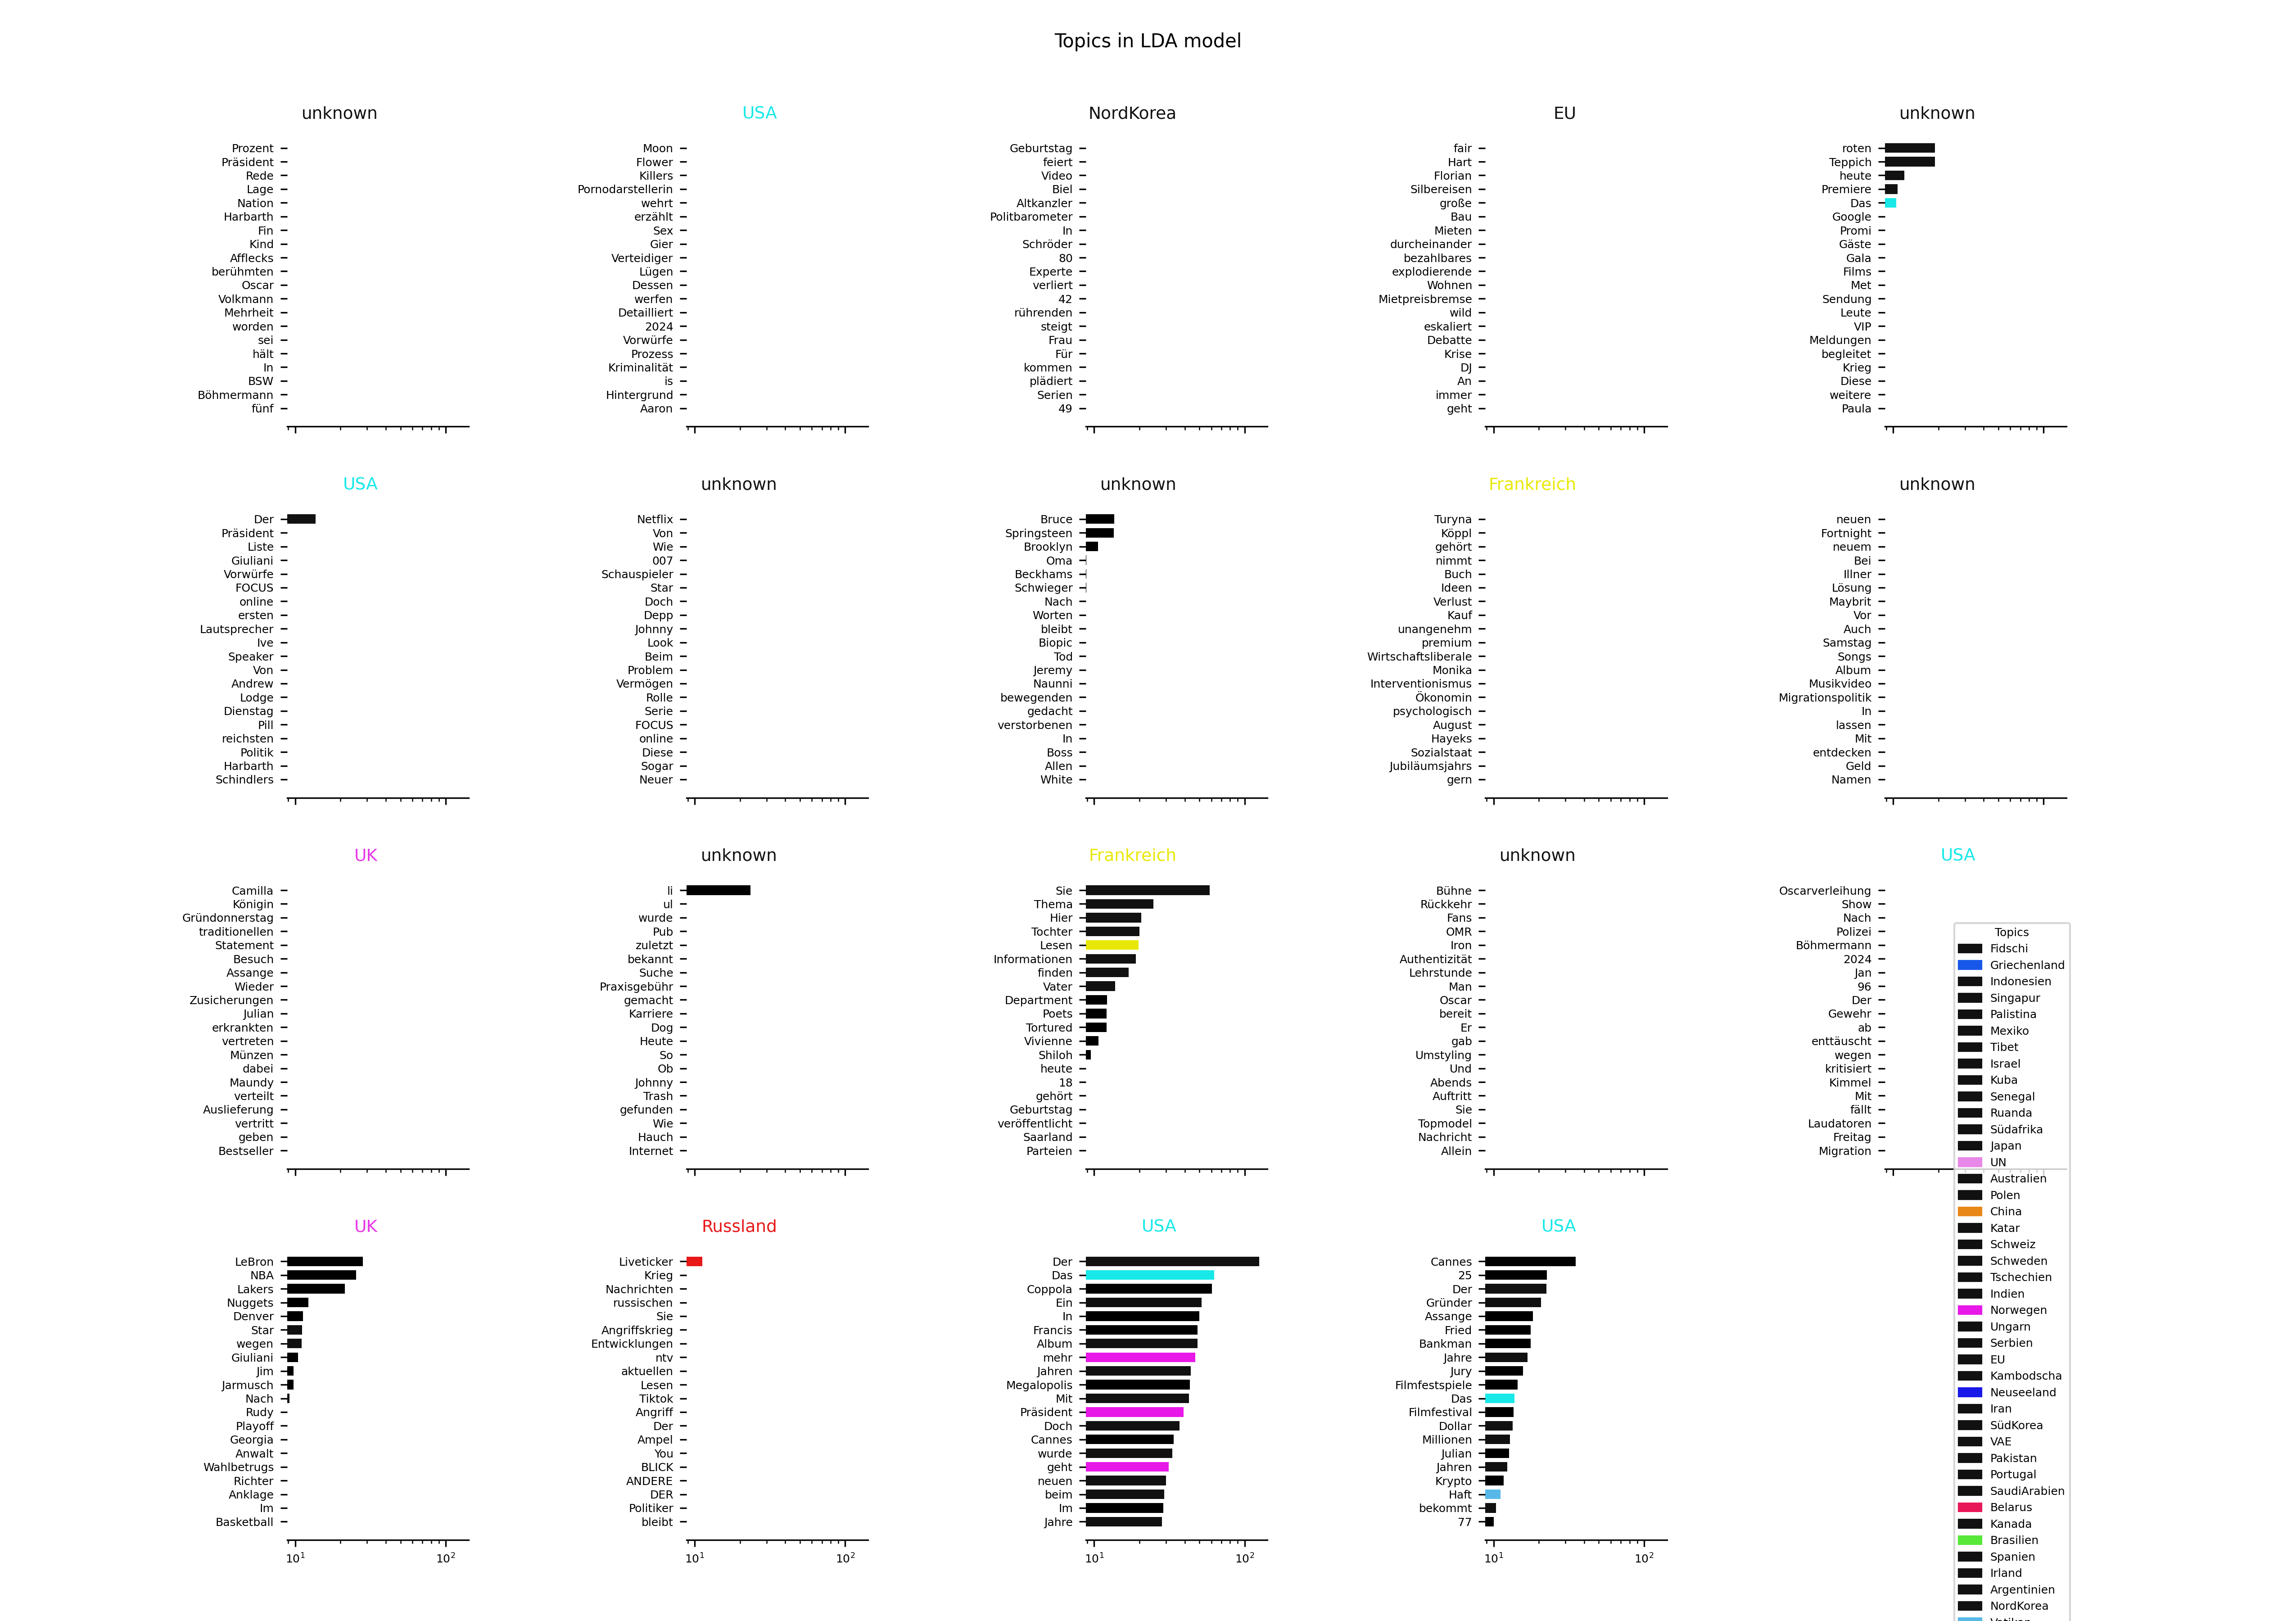 Topics in LDA model
unknown
Prozent
Präsident
Rede
Lage
Nation
Harbarth
Fin
Kind
Afflecks
berühmten
Oscar
Volkmann
Mehrheit
worden
sei
hält
In
BSW
Böhmermann
fünf
USA
Moon
Flower
Killers
Pornodarstellerin
wehrt
erzählt
Sex
Gier
Verteidiger
Lügen
Dessen
werfen
Detailliert
2024
Vorwürfe
Prozess
Kriminalität
is
Hintergrund
Aaron
NordKorea
Geburtstag
feiert
Video
Biel
Altkanzler
Politbarometer
In
Schröder
80
Experte
verliert
42
rührenden
steigt
Frau
Für
kommen
plädiert
Serien
49
EU
fair
Hart
Florian
Silbereisen
große
Bau
Mieten
durcheinander
bezahlbares
explodierende
Wohnen
Mietpreisbremse
wild
eskaliert
Debatte
Krise
DJ
An
immer
geht
unknown
roten
Teppich
heute
Premiere
Das
Google
Promi
Gäste
Gala
Films
Met
Sendung
Leute
VIP
Meldungen
begleitet
Krieg
Diese
weitere
Paula
USA
Der
Präsident
Liste
Giuliani
Vorwürfe
FOCUS
online
ersten
Lautsprecher
Ive
Speaker
Von
Andrew
Lodge
Dienstag
Pill
reichsten
Politik
Harbarth
Schindlers
unknown
Netflix
Von
Wie
007
Schauspieler
Star
Doch
Depp
Johnny
Look
Beim
Problem
Vermögen
Rolle
Serie
FOCUS
online
Diese
Sogar
Neuer
unknown
Bruce
Springsteen
Brooklyn
Oma
Beckhams
Schwieger
Nach
Worten
bleibt
Biopic
Tod
Jeremy
Naunni
bewegenden
gedacht
verstorbenen
In
Boss
Allen
White
Frankreich
Turyna
Köppl
gehört
nimmt
Buch
Ideen
Verlust
Kauf
unangenehm
premium
Wirtschaftsliberale
Monika
Interventionismus
Ökonomin
psychologisch
August
Hayeks
Sozialstaat
Jubiläumsjahrs
gern
unknown
neuen
Fortnight
neuem
Bei
Illner
Lösung
Maybrit
Vor
Auch
Samstag
Songs
Album
Musikvideo
Migrationspolitik
In
lassen
Mit
entdecken
Geld
Namen
UK
Camilla
Königin
Gründonnerstag
traditionellen
Statement
Besuch
Assange
Wieder
Zusicherungen
Julian
erkrankten
vertreten
Münzen
dabei
Maundy
verteilt
Auslieferung
vertritt
geben
Bestseller
unknown
li
ul
wurde
Pub
zuletzt
bekannt
Suche
Praxisgebühr
gemacht
Karriere
Dog
Heute
So
Ob
Johnny
Trash
gefunden
Wie
Hauch
Internet
Frankreich
Sie
Thema
Hier
Tochter
Lesen
Informationen
finden
Vater
Department
Poets
Tortured
Vivienne
Shiloh
heute
18
gehört
Geburtstag
veröffentlicht
Saarland
Parteien
unknown
Bühne
Rückkehr
Fans
OMR
Iron
Authentizität
Lehrstunde
Man
Oscar
bereit
Er
gab
Umstyling
Und
Abends
Auftritt
Sie
Topmodel
Nachricht
Allein
USA
Oscarverleihung
Show
Nach
Polizei
Böhmermann
2024
Jan
96
Der
Gewehr
ab
enttäuscht
wegen
kritisiert
Kimmel
Mit
fällt
Laudatoren
Freitag
Migration
UK
LeBron
NBA
Lakers
Nuggets
Denver
Star
wegen
Giuliani
Jim
Jarmusch
Nach
Rudy
Playoff
Georgia
Anwalt
Wahlbetrugs
Richter
Anklage
Im
Basketball
10¹ 10²
Russland
Liveticker
Krieg
Nachrichten
russischen
Sie
Angriffskrieg
Entwicklungen
ntv
aktuellen
Lesen
Tiktok
Angriff
Der
Ampel
You
BLICK
ANDERE
DER
Politiker
bleibt
10¹ 10²
USA
Der
Das
Coppola
Ein
In
Francis
Album
mehr
Jahren
Megalopolis
Mit
Präsident
Doch
Cannes
wurde
geht
neuen
beim
Im
Jahre
10¹ 10²
USA
Cannes
25
Der
Gründer
Assange
Fried
Bankman
Jahre
Jury
Filmfestspiele
Das
Filmfestival
Dollar
Millionen
Julian
Jahren
Krypto
Haft
bekommt
77
10¹ 10²
Topics
Fidschi
Griechenland
Indonesien
Singapur
Palistina
Mexiko
Tibet
Israel
Kuba
Senegal
Ruanda
Südafrika
Japan
UN
Australien
Polen
China
Katar
Schweiz
Schweden
Tschechien
Indien
Norwegen
Ungarn
Serbien
EU
Kambodscha
Neuseeland
Iran
SüdKorea
VAE
Pakistan
Portugal
SaudiArabien
Belarus
Kanada
Brasilien
Spanien
Irland
Argentinien
NordKorea